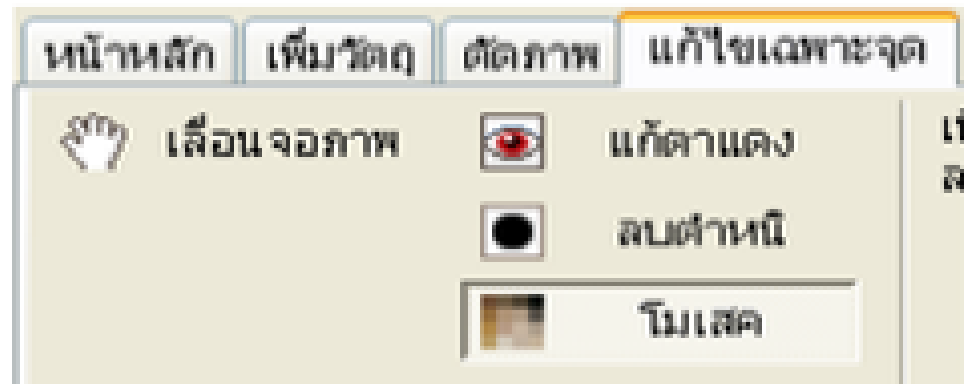 หน้าหลัก เพิ่มวัตถุ ตัดภาพ แก้ไขเฉพาะจุด
เลื่อนจอภาพ แก้ตาแดง
ลบตำหนิ
โมเสค